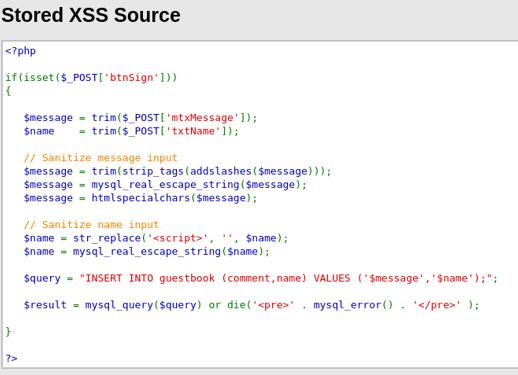 Stored XSS Source
<?php
if(isset($_POST['btnSign']))
{
$message = trim($_POST['mtxMessage']);
$name    = trim($_POST['txtName']);
// Sanitize message input
$message = trim(strip_tags(addslashes($message)));
$message = mysql_real_escape_string($message);
$message = htmlspecialchars($message);
// Sanitize name input
$name = str_replace('<script>', '', $name);
$name = mysql_real_escape_string($name);
$query = "INSERT INTO guestbook (comment,name) VALUES ('$message','$name');";
$result = mysql_query($query) or die('<pre>' . mysql_error() . '</pre>' );
}
?>